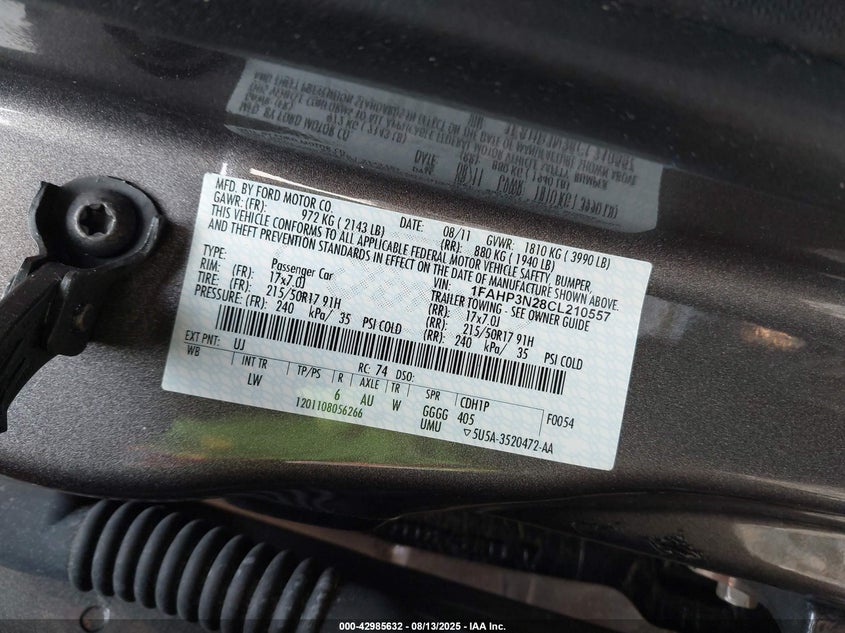 MFD. BY FORD MOTOR CO.
DATE: 08/11 GVWR: 1810 KG ( 3990 LB)
GAWR: (FR): 972 KG ( 2143 LB) (RR): 880 KG ( 1940 LB)
THIS VEHICLE CONFORMS TO ALL APPLICABLE FEDERAL MOTOR VEHICLE SAFETY, BUMPER,
AND THEFT PREVENTION STANDARDS IN EFFECT ON THE DATE OF MANUFACTURE SHOWN ABOVE.
VIN: 1FAHP3N28CL210557
TYPE: Passenger Car TRAILER TOWING - SEE OWNER GUIDE
RIM: (FR): 17x7.0J (RR): 17x7.0J
TIRE: (FR): 215/50R17 91H (RR): 215/50R17 91H
PRESSURE: (FR): 240 kPa/ 35 PSI COLD (RR): 240 kPa/ 35 PSI COLD
EXT PNT: UJ RC: 74 DSO:
WB INT TR TP/PS R AXLE TR SPR CDH1P F0054
LW 6 AU W GGGG 405
1201108056266 UMU
▽5U5A-3520472-AA
000-42985632 - 08/13/2025 - IAA Inc.